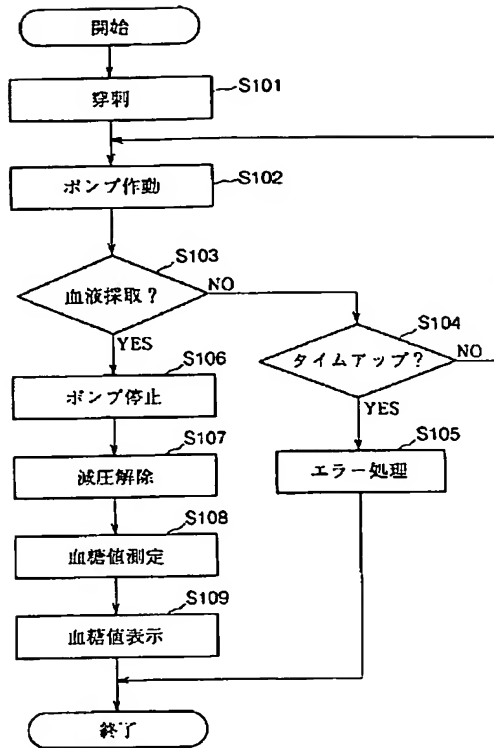 開始
穿刺
S101
ポンプ作動
S102
血液採取?
S103
NO
YES
タイムアップ?
S104
NO
YES
ポンプ停止
S106
エラー処理
S105
減圧解除
S107
血糖値測定
S108
血糖値表示
S109
終了